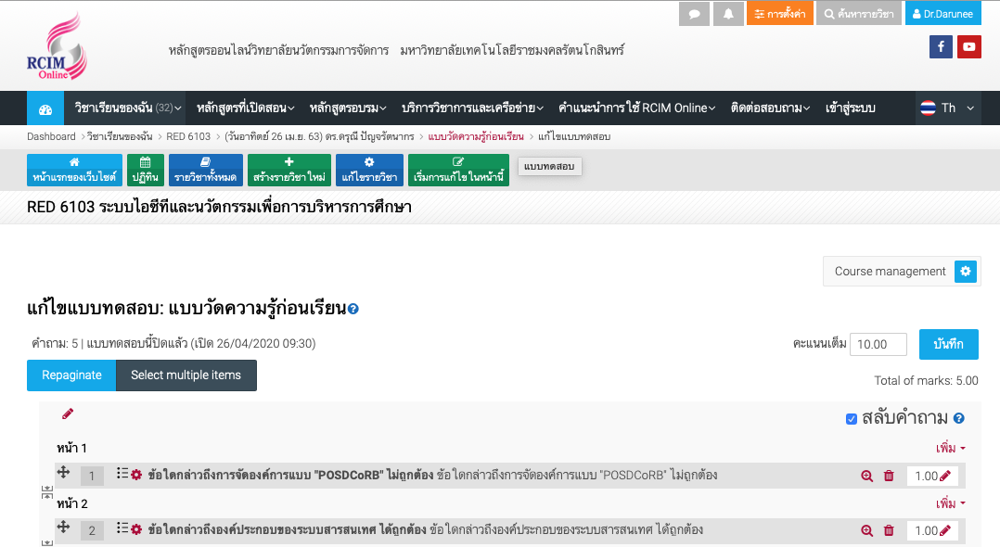 การตั้งค่า
ค้นหารายวิชา
Dr.Darunee
RCIM
Online
หลักสูตรออนไลน์วิทยาลัยนวัตกรรมการจัดการ มหาวิทยาลัยเทคโนโลยีราชมงคลรัตนโกสินทร์
วิชาเรียนของฉัน (32) หลักสูตรที่เปิดสอน หลักสูตรอบรม บริการวิชาการและเครือข่าย คำแนะนำการใช้ RCIM Online ติดต่อสอบถาม เข้าสู่ระบบ Th
Dashboard > วิชาเรียนของฉัน > RED 6103 > (วันอาทิตย์ 26 เม.ย. 63) ดร.ดรุณี ปัญจรัตนากร > แบบวัดความรู้ก่อนเรียน > แก้ไขแบบทดสอบ
หน้าแรกของเว็บไซต์ ปฏิทิน รายวิชาทั้งหมด สร้างรายวิชาใหม่ แก้ไขรายวิชา เริ่มการแก้ไขในหน้านี้ แบบทดสอบ
RED 6103 ระบบไอซีทีและนวัตกรรมเพื่อการบริหารการศึกษา
Course management
แก้ไขแบบทดสอบ: แบบวัดความรู้ก่อนเรียน
คำถาม: 5 | แบบทดสอบนี้ปิดแล้ว (เปิด 26/04/2020 09:30) คะแนนเต็ม 10.00 บันทึก
Repaginate Select multiple items
Total of marks: 5.00
สลับคำถาม
หน้า 1 เพิ่ม
1 ข้อใดกล่าวถึงการจัดองค์การแบบ "POSDCoRB" ไม่ถูกต้อง ข้อใดกล่าวถึงการจัดองค์การแบบ "POSDCoRB" ไม่ถูกต้อง 1.00
หน้า 2 เพิ่ม
2 ข้อใดกล่าวถึงองค์ประกอบของระบบสารสนเทศ ได้ถูกต้อง ข้อใดกล่าวถึงองค์ประกอบของระบบสารสนเทศ ได้ถูกต้อง 1.00